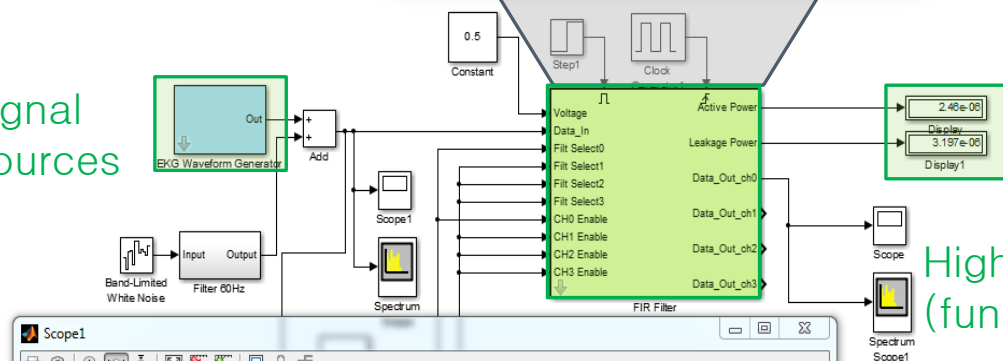 gnal
ources
0.5
Constant
Step1
Clock
EKG Waveform Generator
Out
Add
Voltage
Data_In
Filt Select0
Filt Select1
Filt Select2
Filt Select3
CH0 Enable
CH1 Enable
CH2 Enable
CH3 Enable
Active Power
Leakage Power
Data_Out_ch0
Data_Out_ch1
Data_Out_ch2
Data_Out_ch3
FIR Filter
2.46e-06
Display
3.197e-06
Display1
Scope1
Spectrum
Band-Limited
White Noise
Input
Output
Filter 60Hz
Scope
High
(fun
Spectrum
Scope1
Scope1